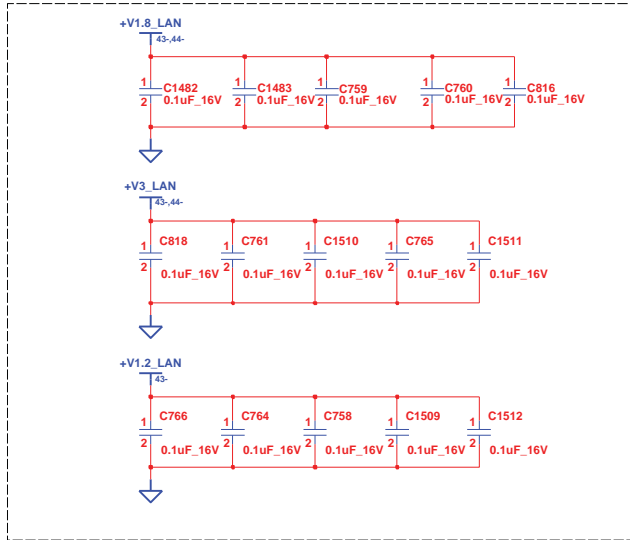 +V1.8_LAN
43-,44-
1 C1482 1 C1483 1 C759 1 C760 1 C816
2 0.1uF_16V 2 0.1uF_16V 2 0.1uF_16V 2 0.1uF_16V 2 0.1uF_16V
+V3_LAN
43-,44-
1 C818 1 C761 1 C1510 1 C765 1 C1511
2 0.1uF_16V 2 0.1uF_16V 2 0.1uF_16V 2 0.1uF_16V 2 0.1uF_16V
+V1.2_LAN
43-
1 C766 1 C764 1 C758 1 C1509 1 C1512
2 0.1uF_16V 2 0.1uF_16V 2 0.1uF_16V 2 0.1uF_16V 2 0.1uF_16V